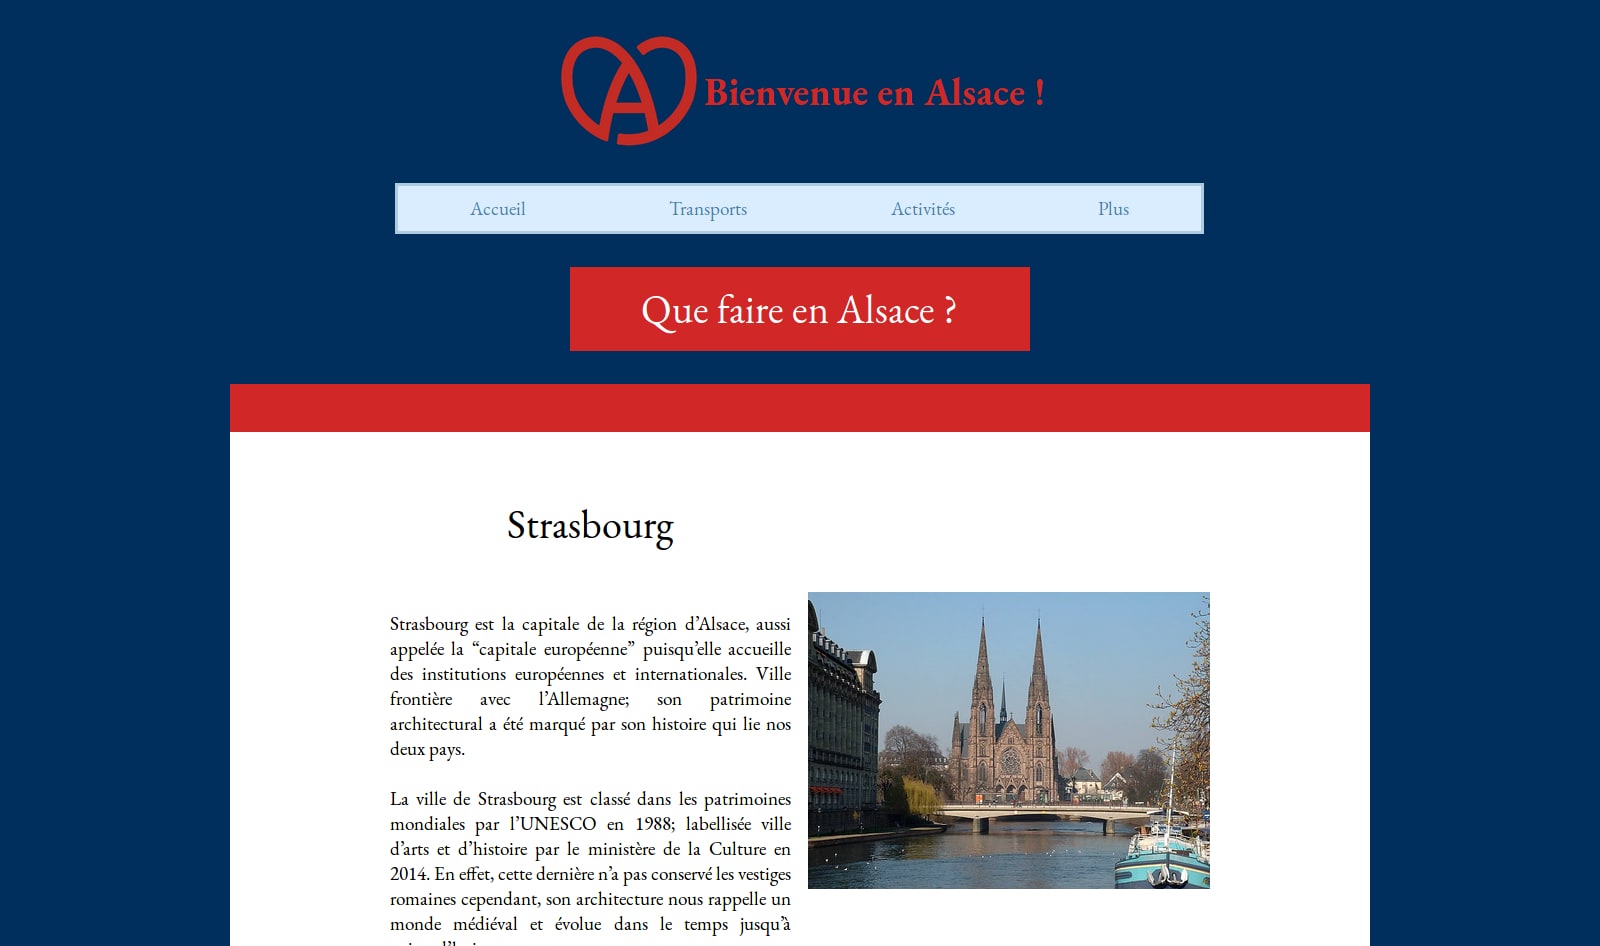 Bienvenue en Alsace !
Accueil Transports Activités Plus
Que faire en Alsace ?
Strasbourg
Strasbourg est la capitale de la région d’Alsace, aussi
appelée la “capitale européenne” puisqu’elle accueille
des institutions européennes et internationales. Ville
frontière avec l’Allemagne; son patrimoine
architectural a été marqué par son histoire qui lie nos
deux pays.
La ville de Strasbourg est classé dans les patrimoines
mondiales par l’UNESCO en 1988; labellisée ville
d’arts et d’histoire par le ministère de la Culture en
2014. En effet, cette dernière n’a pas conservé les vestiges
romaines cependant, son architecture nous rappelle un
monde médiéval et évolue dans le temps jusqu’à